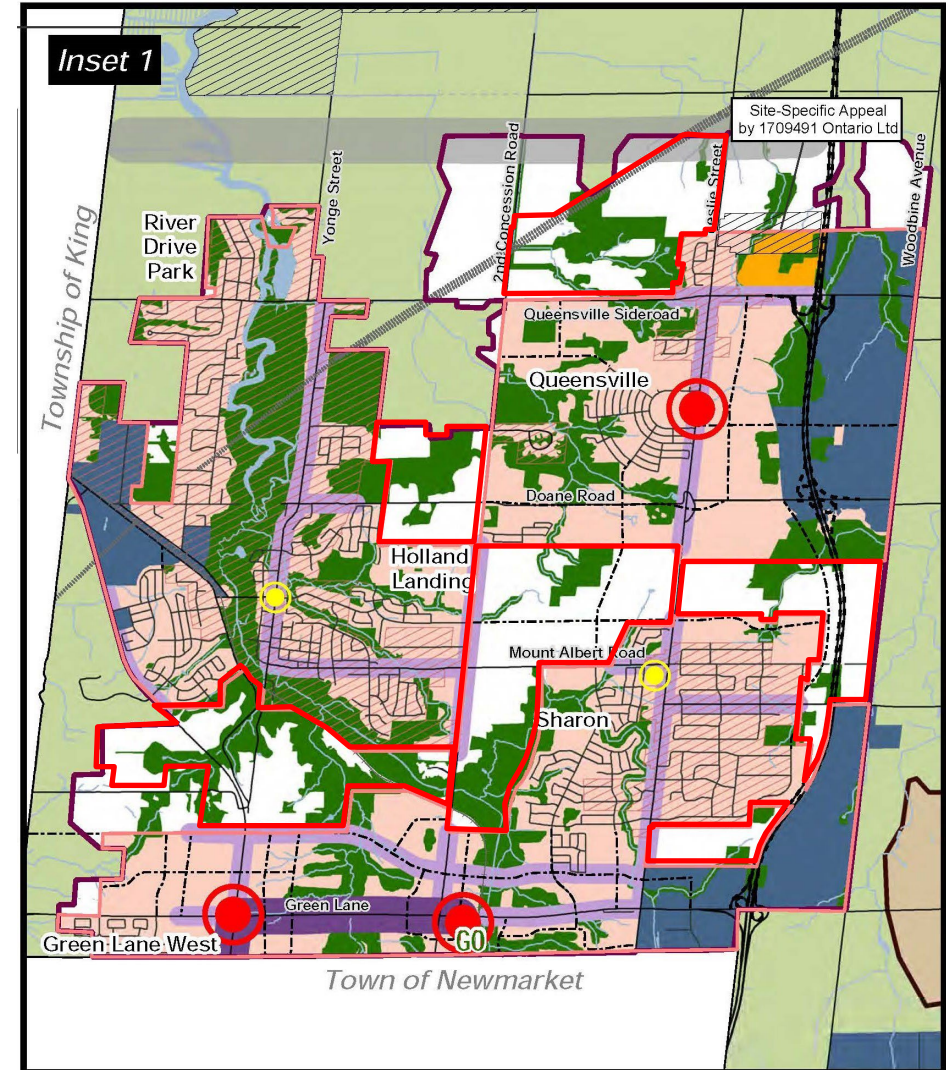 Inset 1
Site-Specific Appeal
by 1709491 Ontario Ltd
2nd Concession Road
Leslie Street
Woodbine Avenue
Yonge Street
River
Drive
Park
Township of King
Queensville Sideroad
Queensville
Doane Road
Holland
Landing
Mount Albert Road
Sharon
Green Lane
Green Lane West
GO
Town of Newmarket